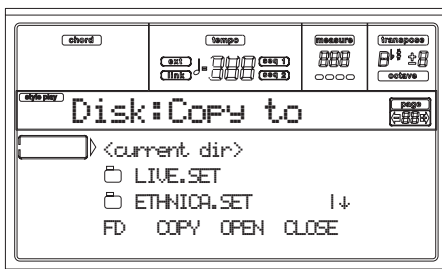 chord tempo measure transpose
ext link seq 1 seq 2
octave
style play Disk:Copy to page
<current dir>
LIVE.SET
ETHNICA.SET
FD COPY OPEN CLOSE